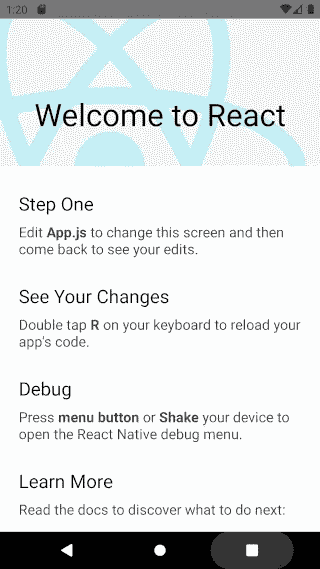 1:20
Welcome to React
Step One
Edit App.js to change this screen and then
come back to see your edits.
See Your Changes
Double tap R on your keyboard to reload your
app's code.
Debug
Press menu button or Shake your device to
open the React Native debug menu.
Learn More
Read the docs to discover what to do next: